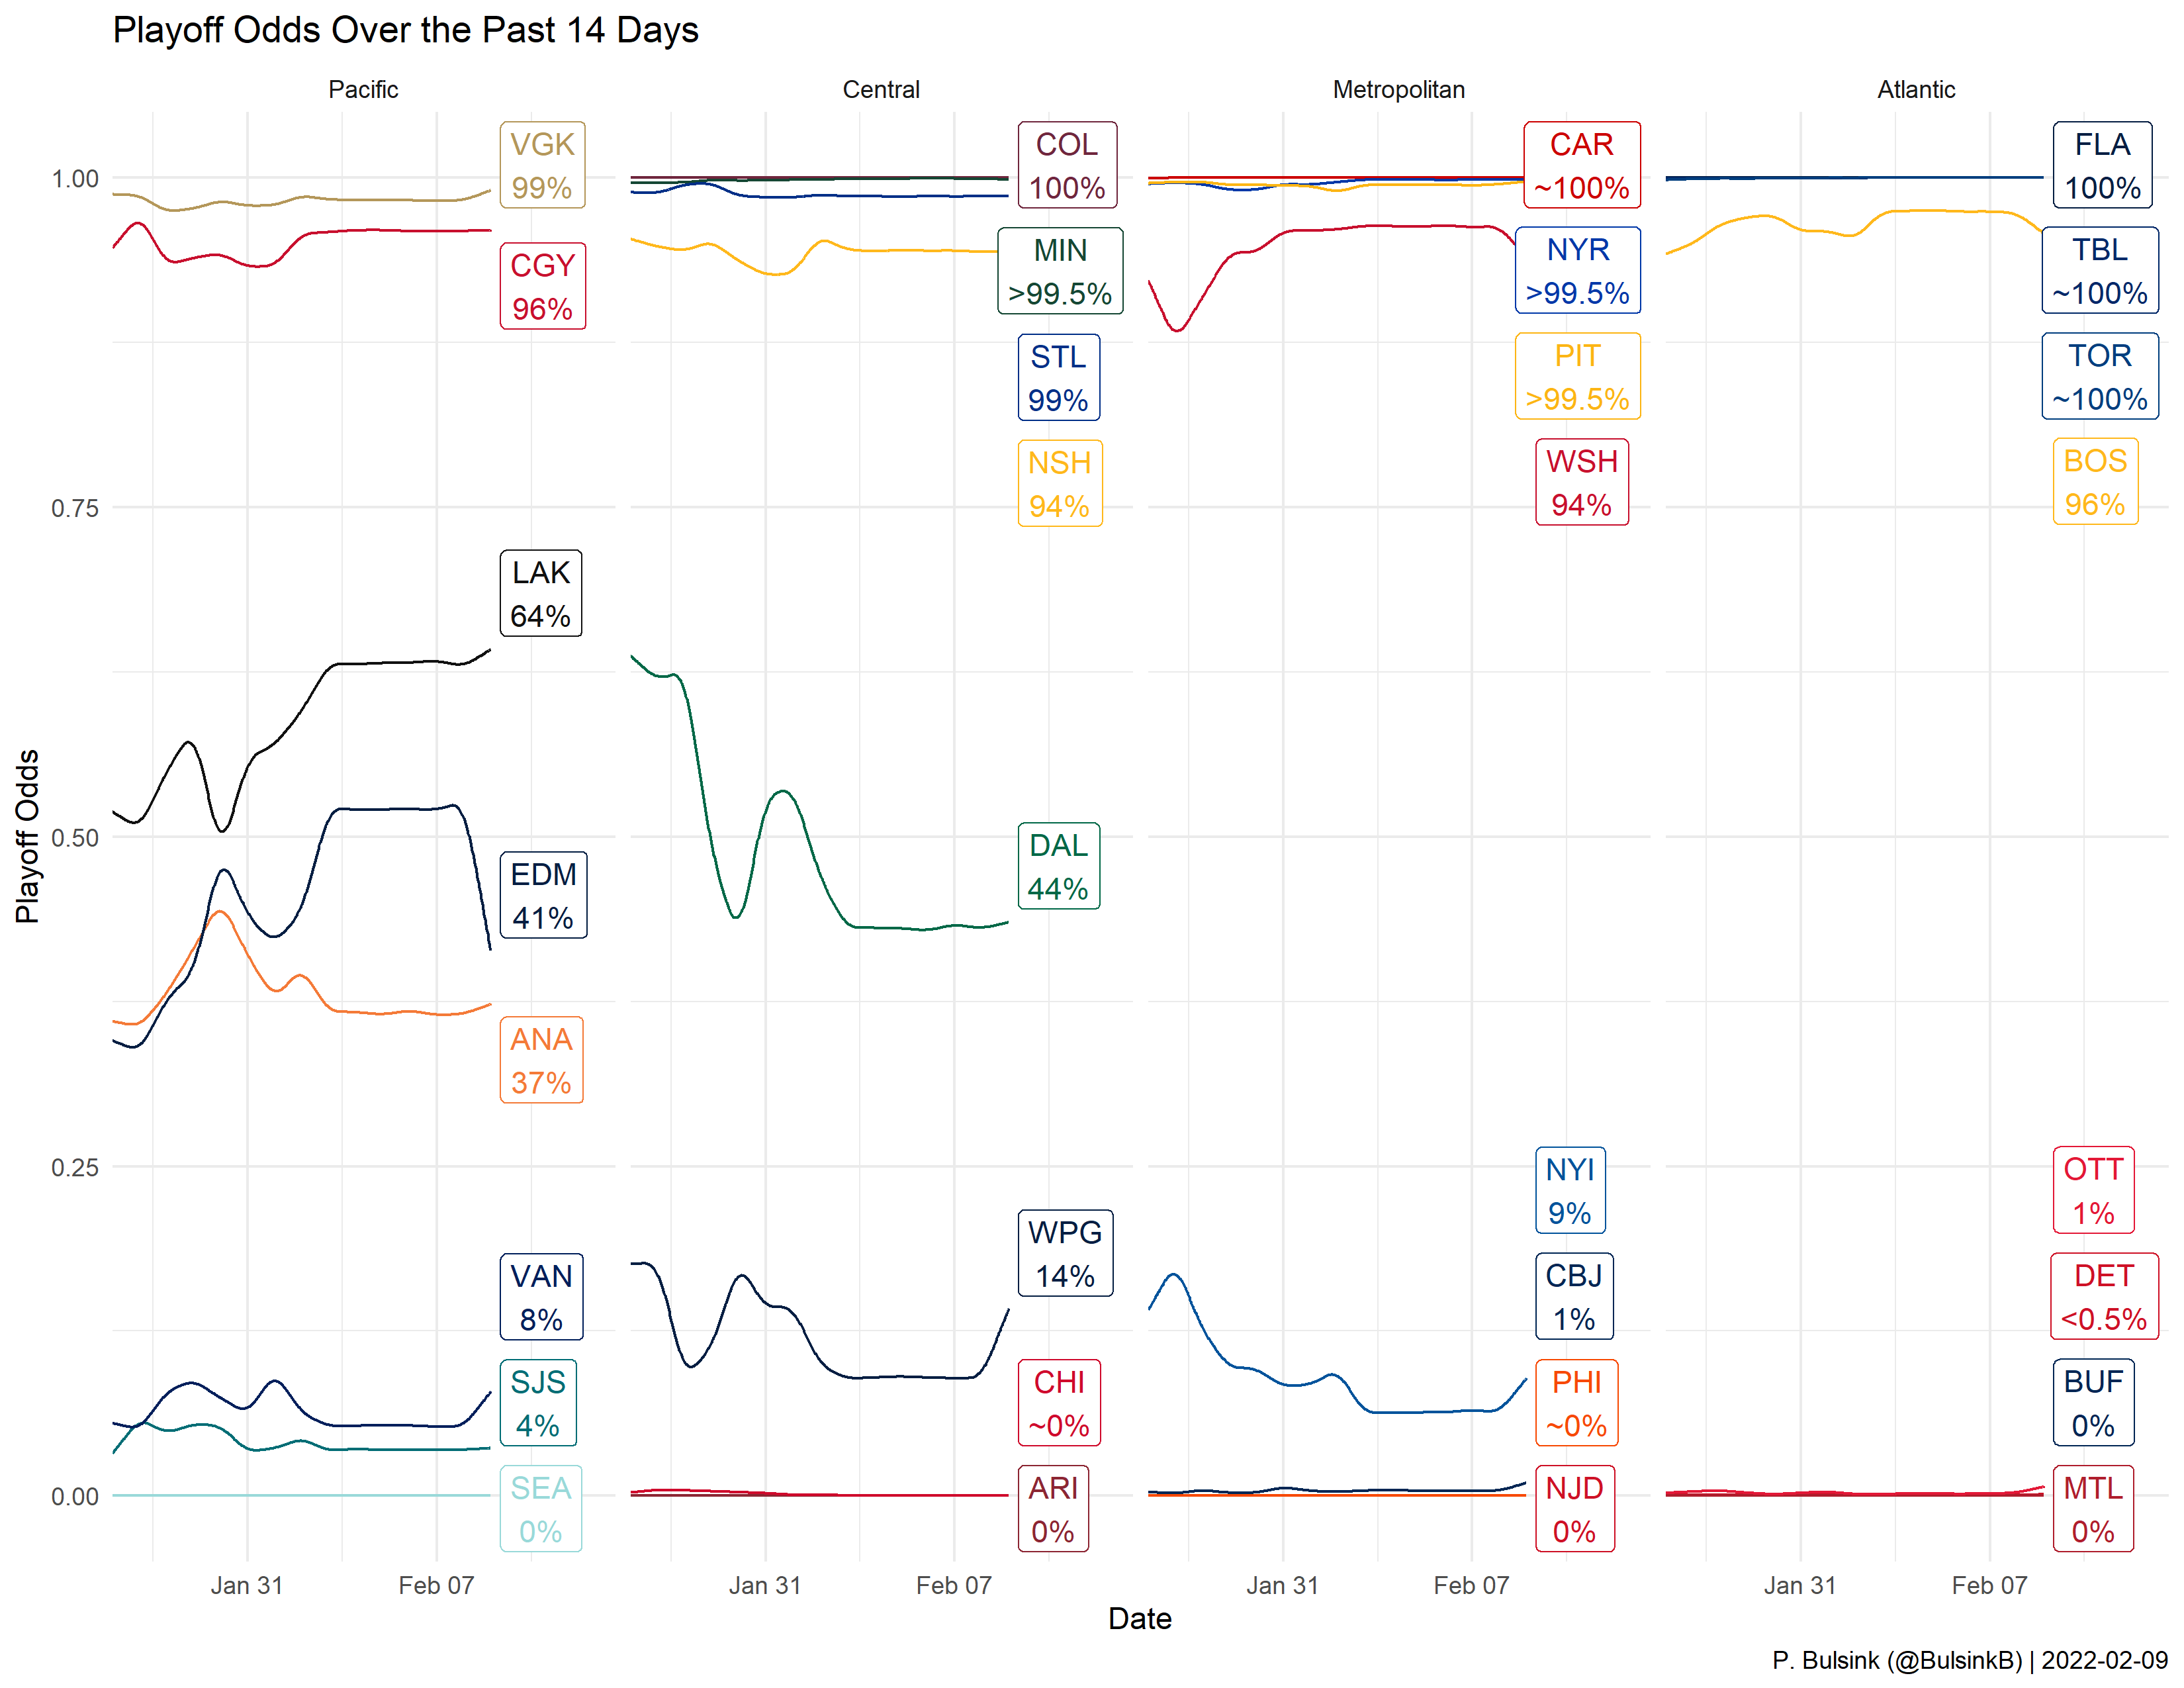 Playoff Odds Over the Past 14 Days
Pacific
Central
Metropolitan
Atlantic
Playoff Odds
1.00
0.75
0.50
0.25
0.00
VGK
99%
CGY
96%
LAK
64%
EDM
41%
ANA
37%
VAN
8%
SJS
4%
SEA
0%
COL
100%
MIN
>99.5%
STL
99%
NSH
94%
DAL
44%
WPG
14%
CHI
~0%
ARI
0%
CAR
~100%
NYR
>99.5%
PIT
>99.5%
WSH
94%
NYI
9%
CBJ
1%
PHI
~0%
NJD
0%
FLA
100%
TBL
~100%
TOR
~100%
BOS
96%
OTT
1%
DET
<0.5%
BUF
0%
MTL
0%
Jan 31
Feb 07
Jan 31
Feb 07
Jan 31
Feb 07
Jan 31
Feb 07
Date
P. Bulsink (@BulsinkB) | 2022-02-09